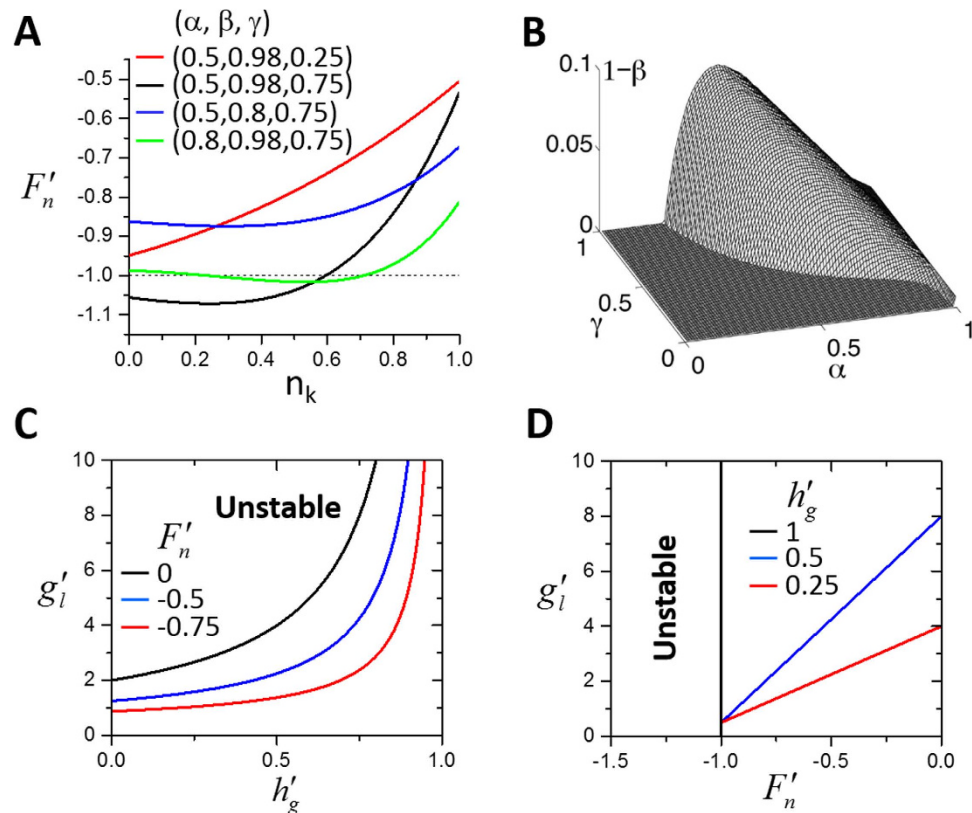 A
(α, β, γ)
(0.5,0.98,0.25)
(0.5,0.98,0.75)
(0.5,0.8,0.75)
(0.8,0.98,0.75)
-0.5
-0.6
-0.7
-0.8
-0.9
-1.0
-1.1
F′n
0.0 0.2 0.4 0.6 0.8 1.0
nk
B
0.1
1−β
0.05
0
1
0.5
γ
0
0
0.5
α
1
C
Unstable
F′n
0
-0.5
-0.75
10
8
6
4
2
0
g′l
0.0 0.5 1.0
h′g
D
Unstable
h′g
1
0.5
0.25
10
8
6
4
2
0
g′l
-1.5 -1.0 -0.5 0.0
F′n